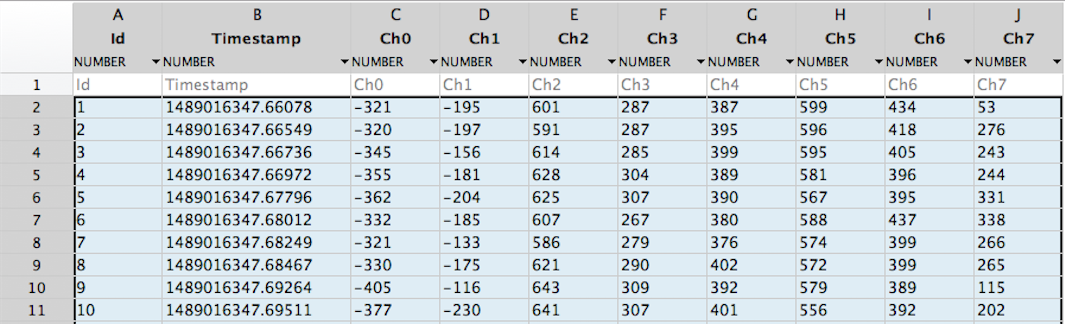 A B C D E F G H I J
Id Timestamp Ch0 Ch1 Ch2 Ch3 Ch4 Ch5 Ch6 Ch7
NUMBER NUMBER NUMBER NUMBER NUMBER NUMBER NUMBER NUMBER NUMBER NUMBER
1 Id Timestamp Ch0 Ch1 Ch2 Ch3 Ch4 Ch5 Ch6 Ch7
2 1 1489016347.66078 -321 -195 601 287 387 599 434 53
3 2 1489016347.66549 -320 -197 591 287 395 596 418 276
4 3 1489016347.66736 -345 -156 614 285 399 595 405 243
5 4 1489016347.66972 -355 -181 628 304 389 581 396 244
6 5 1489016347.67796 -362 -204 625 307 390 567 395 331
7 6 1489016347.68012 -332 -185 607 267 380 588 437 338
8 7 1489016347.68249 -321 -133 586 279 376 574 399 266
9 8 1489016347.68467 -330 -175 621 290 402 572 399 265
10 9 1489016347.69264 -405 -116 643 309 392 579 389 115
11 10 1489016347.69511 -377 -230 641 307 401 556 392 202